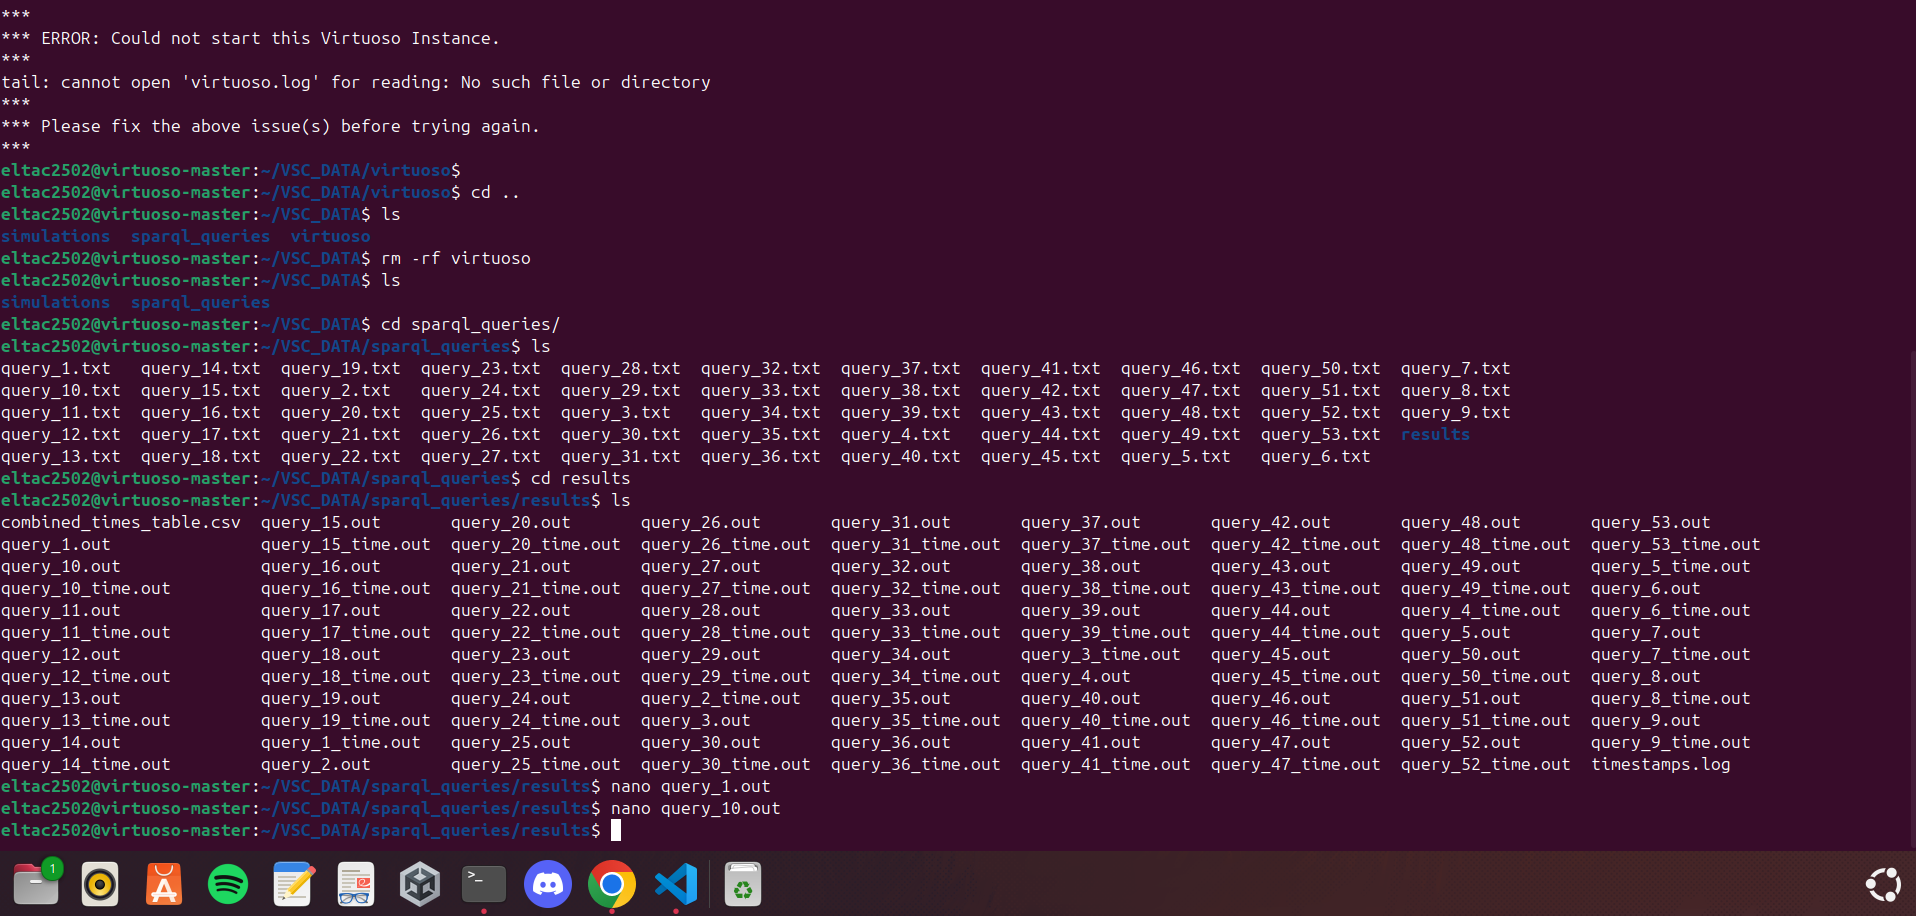 ***
*** ERROR: Could not start this Virtuoso Instance.
***
tail: cannot open 'virtuoso.log' for reading: No such file or directory
***
*** Please fix the above issue(s) before trying again.
***
eltac2502@virtuoso-master:~/VSC_DATA/virtuoso$
eltac2502@virtuoso-master:~/VSC_DATA/virtuoso$ cd ..
eltac2502@virtuoso-master:~/VSC_DATA$ ls
simulations  sparql_queries  virtuoso
eltac2502@virtuoso-master:~/VSC_DATA$ rm -rf virtuoso
eltac2502@virtuoso-master:~/VSC_DATA$ ls
simulations  sparql_queries
eltac2502@virtuoso-master:~/VSC_DATA$ cd sparql_queries/
eltac2502@virtuoso-master:~/VSC_DATA/sparql_queries$ ls
query_1.txt   query_14.txt  query_19.txt  query_23.txt  query_28.txt  query_32.txt  query_37.txt  query_41.txt  query_46.txt  query_50.txt  query_7.txt
query_10.txt  query_15.txt  query_2.txt   query_24.txt  query_29.txt  query_33.txt  query_38.txt  query_42.txt  query_47.txt  query_51.txt  query_8.txt
query_11.txt  query_16.txt  query_20.txt  query_25.txt  query_3.txt   query_34.txt  query_39.txt  query_43.txt  query_48.txt  query_52.txt  query_9.txt
query_12.txt  query_17.txt  query_21.txt  query_26.txt  query_30.txt  query_35.txt  query_4.txt   query_44.txt  query_49.txt  query_53.txt  results
query_13.txt  query_18.txt  query_22.txt  query_27.txt  query_31.txt  query_36.txt  query_40.txt  query_45.txt  query_5.txt   query_6.txt
eltac2502@virtuoso-master:~/VSC_DATA/sparql_queries$ cd results
eltac2502@virtuoso-master:~/VSC_DATA/sparql_queries/results$ ls
combined_times_table.csv  query_15.out       query_20.out       query_26.out       query_31.out       query_37.out       query_42.out       query_48.out       query_53.out
query_1.out               query_15_time.out  query_20_time.out  query_26_time.out  query_31_time.out  query_37_time.out  query_42_time.out  query_48_time.out  query_53_time.out
query_10.out              query_16.out       query_21.out       query_27.out       query_32.out       query_38.out       query_43.out       query_49.out       query_5_time.out
query_10_time.out         query_16_time.out  query_21_time.out  query_27_time.out  query_32_time.out  query_38_time.out  query_43_time.out  query_49_time.out  query_6.out
query_11.out              query_17.out       query_22.out       query_28.out       query_33.out       query_39.out       query_44.out       query_4_time.out   query_6_time.out
query_11_time.out         query_17_time.out  query_22_time.out  query_28_time.out  query_33_time.out  query_39_time.out  query_44_time.out  query_5.out        query_7.out
query_12.out              query_18.out       query_23.out       query_29.out       query_34.out       query_3_time.out   query_45.out       query_50.out       query_7_time.out
query_12_time.out         query_18_time.out  query_23_time.out  query_29_time.out  query_34_time.out  query_4.out        query_45_time.out  query_50_time.out  query_8.out
query_13.out              query_19.out       query_24.out       query_2_time.out   query_35.out       query_40.out       query_46.out       query_51.out       query_8_time.out
query_13_time.out         query_19_time.out  query_24_time.out  query_3.out        query_35_time.out  query_40_time.out  query_46_time.out  query_51_time.out  query_9.out
query_14.out              query_1_time.out   query_25.out       query_30.out       query_36.out       query_41.out       query_47.out       query_52.out       query_9_time.out
query_14_time.out         query_2.out        query_25_time.out  query_30_time.out  query_36_time.out  query_41_time.out  query_47_time.out  query_52_time.out  timestamps.log
eltac2502@virtuoso-master:~/VSC_DATA/sparql_queries/results$ nano query_1.out
eltac2502@virtuoso-master:~/VSC_DATA/sparql_queries/results$ nano query_10.out
eltac2502@virtuoso-master:~/VSC_DATA/sparql_queries/results$
1
>_